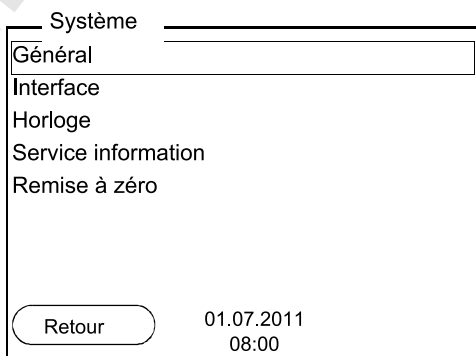 Système
Général
Interface
Horloge
Service information
Remise à zéro
Retour
01.07.2011
08:00